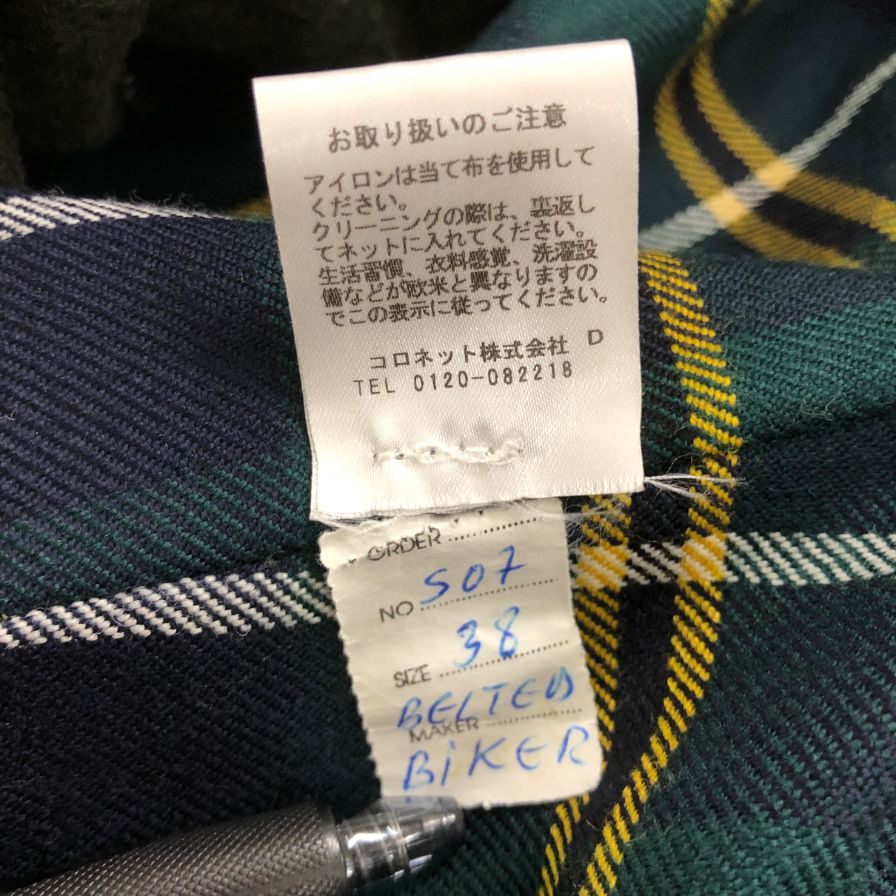 お取り扱いのご注意
アイロンは当て布を使用して
ください。
クリーニングの際は、裏返し
てネットに入れてください。
生活習慣、衣料感覚、洗濯設
備などが欧米と異なりますの
でこの表示に従ってください。
コロネット株式会社 D
TEL 0120-082218
ORDER
NO 507
SIZE 38
BELTED
MAKER
BIKER